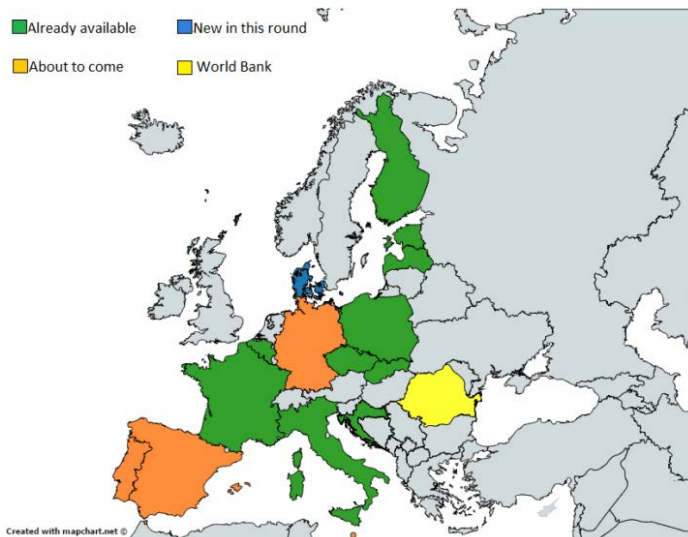 Already available
New in this round
About to come
World Bank
Created with mapchart.net ©